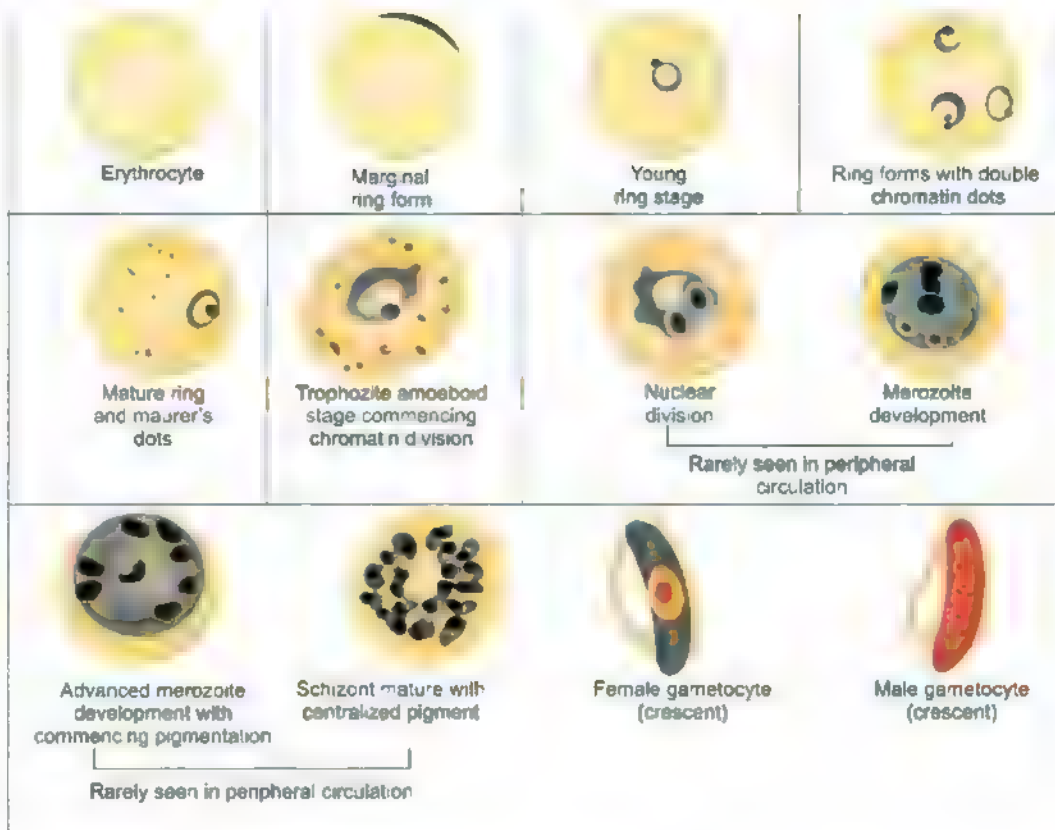 Erythrocyte
Marginal
ring form
Young
ring stage
Ring forms with double
chromatin dots
Mature ring
and maurer's
dots
Trophozite amoeboid
stage commencing
chromatin division
Nuclear
division
Merozoite
development
Rarely seen in peripheral
circulation
Advanced merozoite
development with
commencing pigmentation
Schizont mature with
centralized pigment
Female gametocyte
(crescent)
Male gametocyte
(crescent)
Rarely seen in peripheral circulation